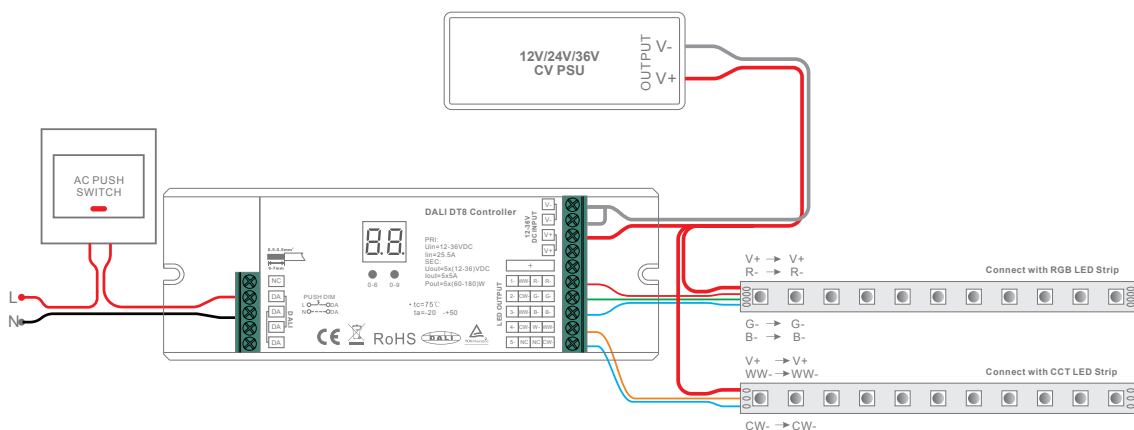 12V/24V/36V
CV PSU
OUTPUT
V-
V+
AC PUSH
SWITCH
L
N
DALI DT8 Controller
0-6
0-9
PRI:
Uin=12-36VDC
Iin=25.5A
SEC:
Uout=5x(12-36)VDC
Iout=5x5A
Pout=5x(60-180)W
• tc=75℃
ta=-20 -+50
NC
DA
DA
DA
DA
DALI
PUSH DIM
L DA
N DA
CE
RoHS
DALI
V-
V-
V+
V+
12-36V
DC INPUT
+
LED OUTPUT
1- WW- R- R-
2- CW- G- G-
3- WW- B- B-
4- CW- W- WW-
5- NC NC CW-
V+ → V+
R- → R-
Connect with RGB LED Strip
G- → G-
B- → B-
V+ → V+
WW- → WW-
Connect with CCT LED Strip
CW- → CW-